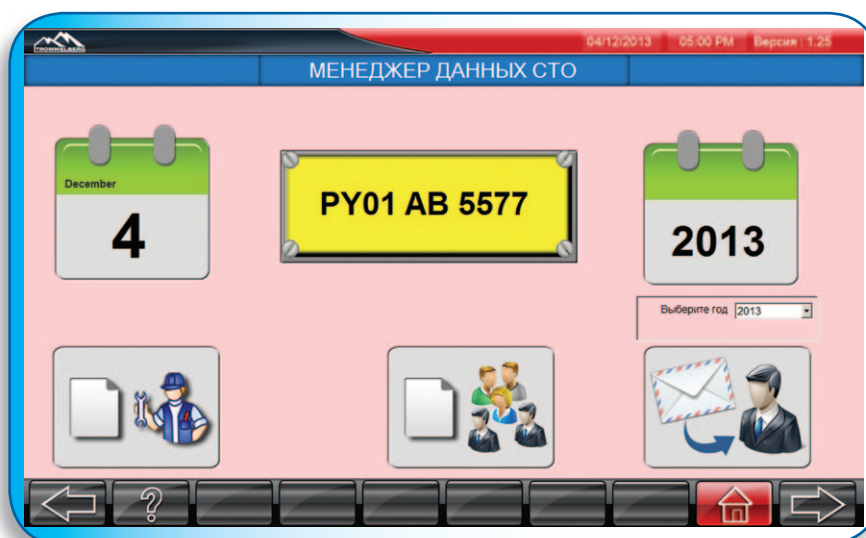 TROMMELBERG
04/12/2013 05:00 PM Версия : 1.25
МЕНЕДЖЕР ДАННЫХ СТО
December
4
PY01 AB 5577
2013
Выберите год 2013
?